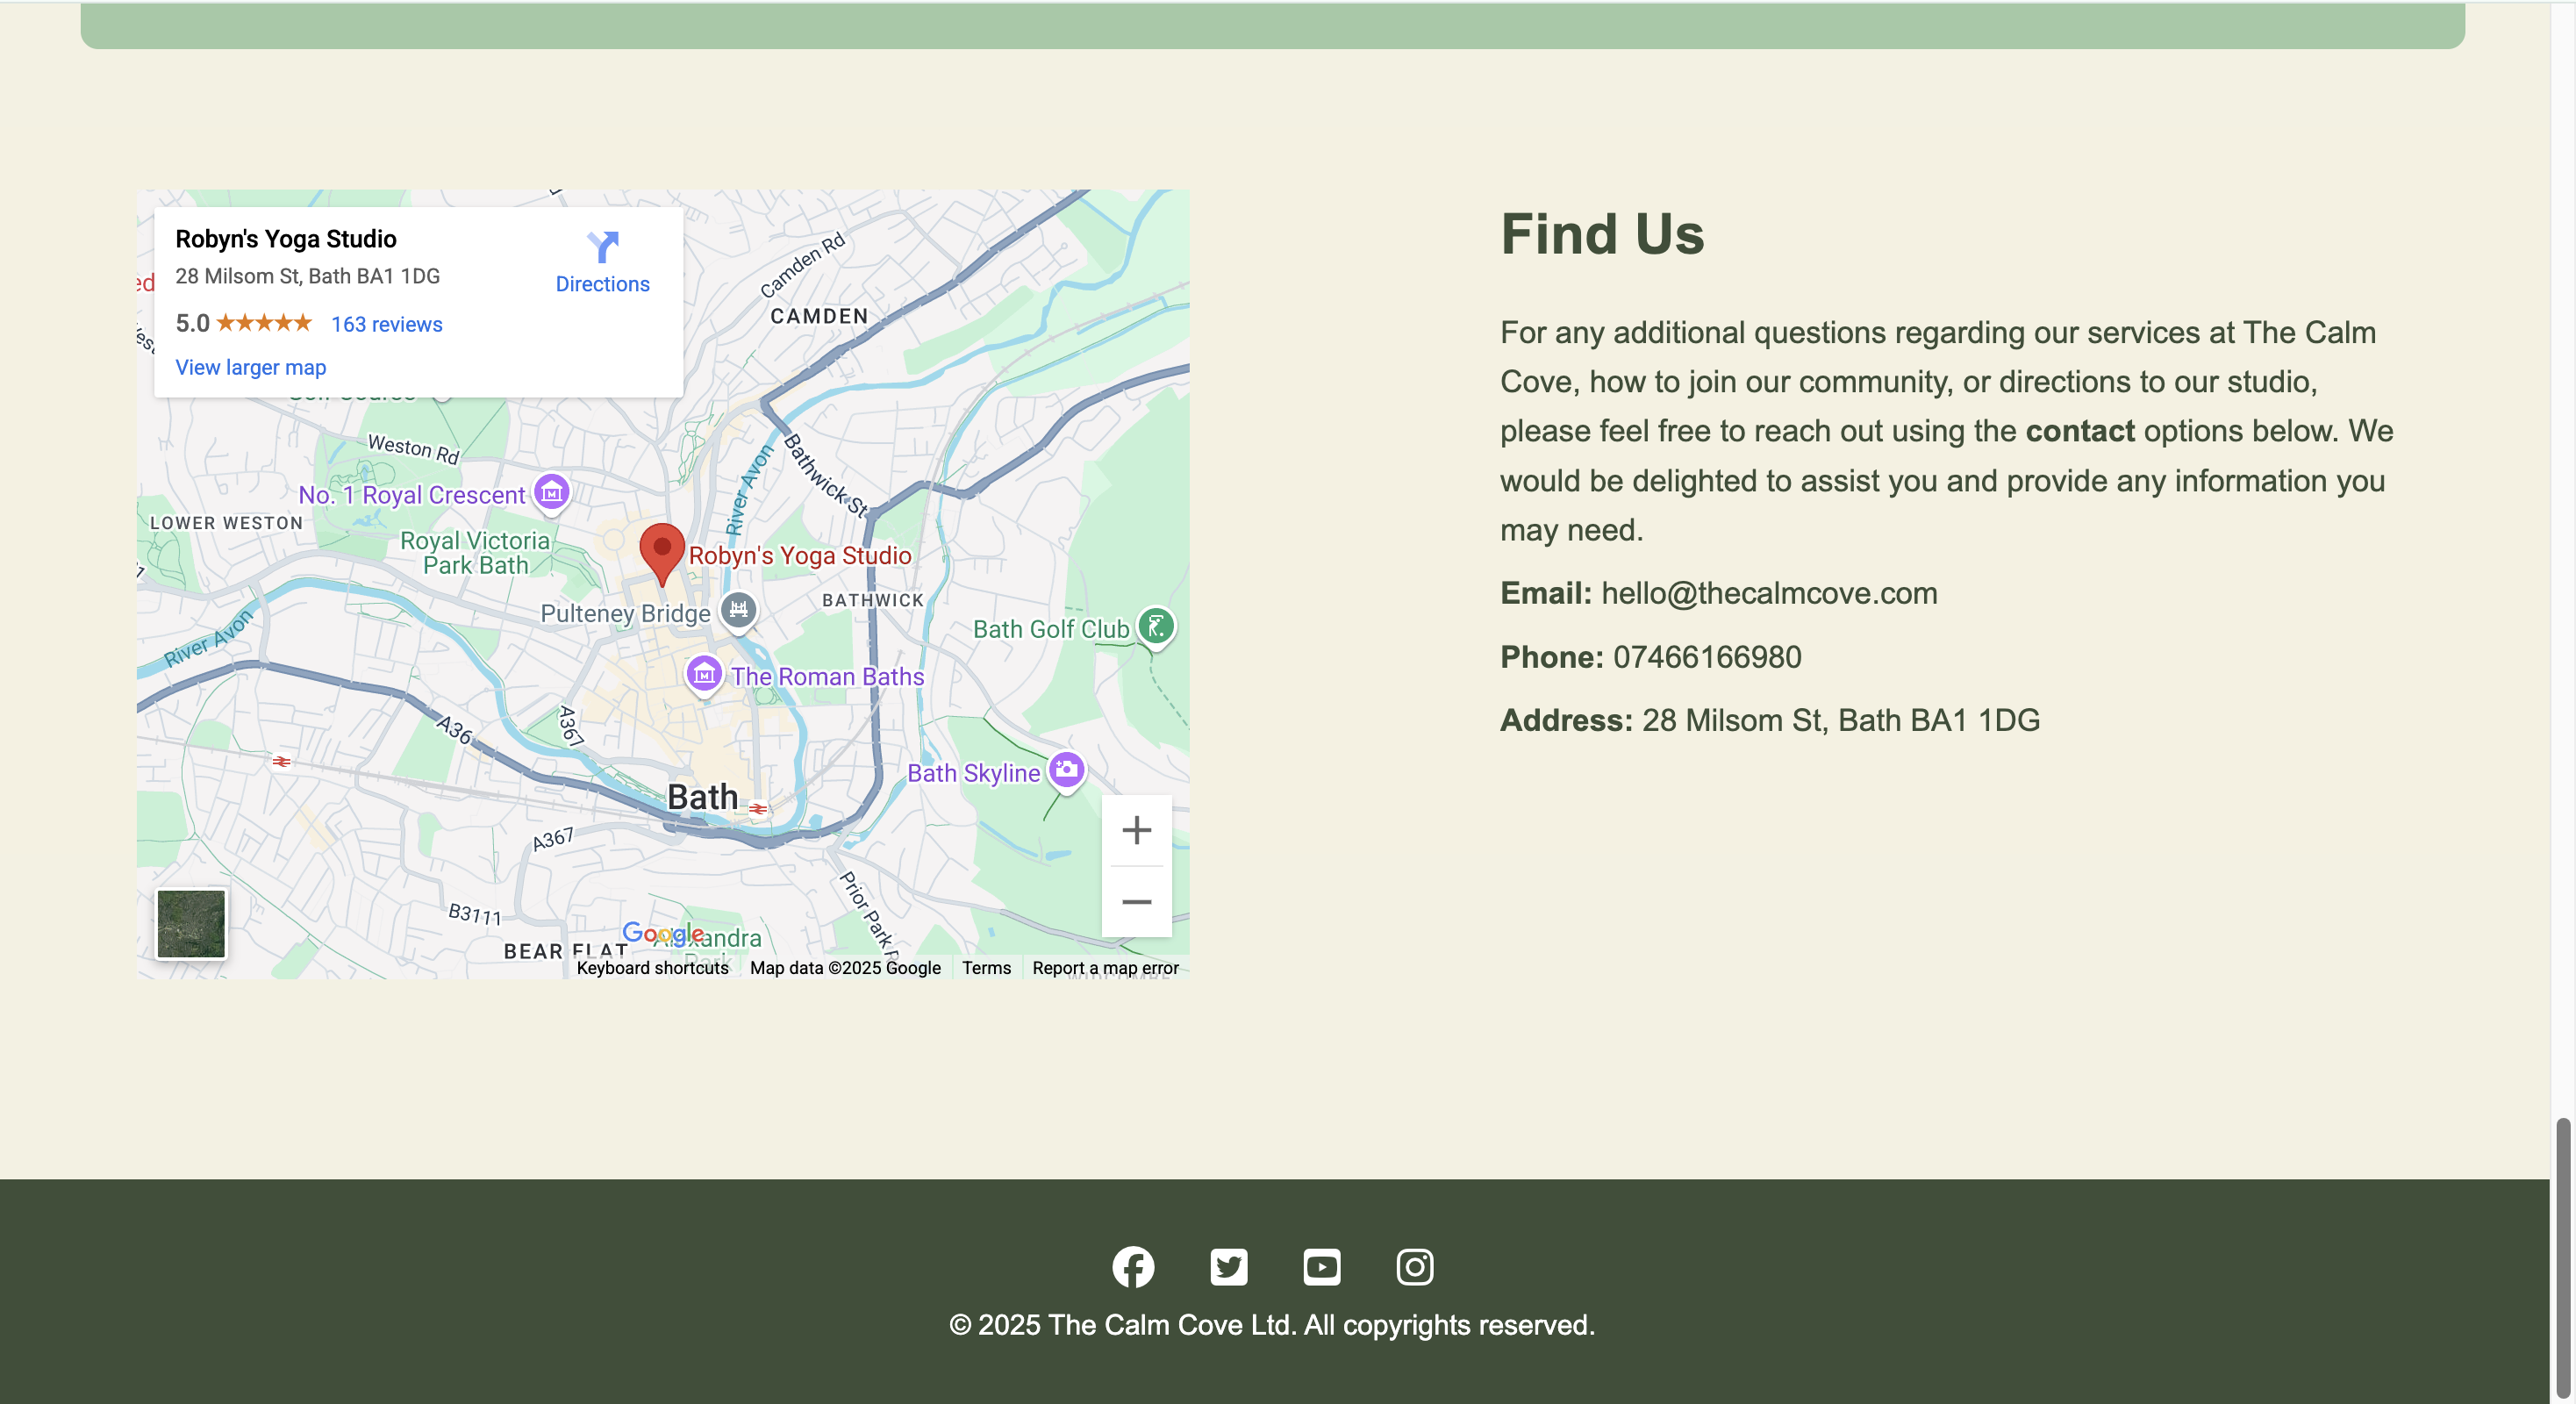 Robyn's Yoga Studio
28 Milsom St, Bath BA1 1DG
5.0
163 reviews
View larger map
Directions
Camden Rd
CAMDEN
Weston Rd
Bathwick St
River Avon
No. 1 Royal Crescent
LOWER WESTON
Royal Victoria
Park Bath
Robyn's Yoga Studio
BATHWICK
Pulteney Bridge
Bath Golf Club
River Avon
The Roman Baths
A36
A367
Bath Skyline
Bath
A367
Prior Park R
B3111
BEAR FLAT
Google
Alexandra
Park
Keyboard shortcuts
Map data ©2025 Google
Terms
Report a map error
Find Us
For any additional questions regarding our services at The Calm
Cove, how to join our community, or directions to our studio,
please feel free to reach out using the contact options below. We
would be delighted to assist you and provide any information you
may need.
Email: hello@thecalmcove.com
Phone: 07466166980
Address: 28 Milsom St, Bath BA1 1DG
© 2025 The Calm Cove Ltd. All copyrights reserved.